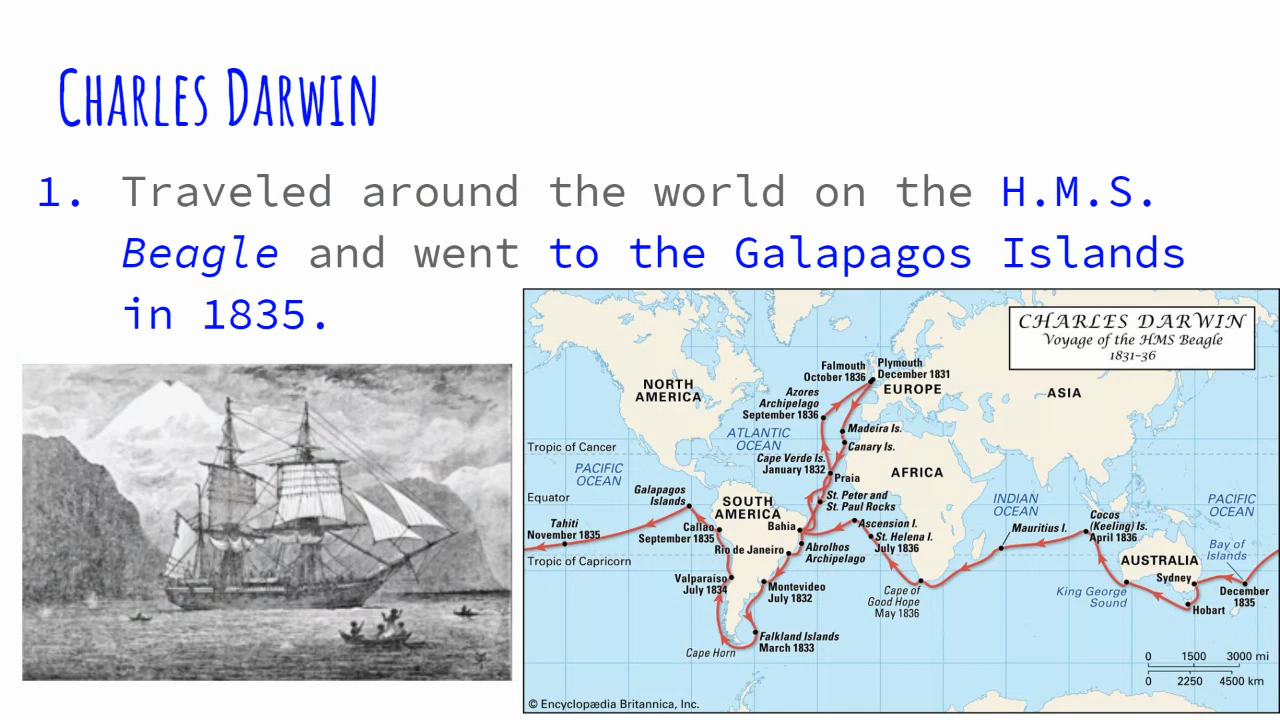 CHARLES DARWIN
1. Traveled around the world on the H.M.S.
Beagle and went to the Galapagos Islands
in 1835.
CHARLES DARWIN
Voyage of the HMS Beagle
1831–36
Falmouth
October 1836
Plymouth
December 1831
EUROPE
ASIA
NORTH
AMERICA
Azores
Archipelago
September 1836
ATLANTIC
OCEAN
Madeira Is.
Canary Is.
Tropic of Cancer
Cape Verde Is.
January 1832
PACIFIC
OCEAN
AFRICA
Praia
Equator
Galapagos
Islands
SOUTH
AMERICA
St. Peter and
St. Paul Rocks
INDIAN
OCEAN
PACIFIC
OCEAN
Tahiti
November 1835
Callao
September 1835
Bahia
Ascension I.
St. Helena I.
July 1836
Mauritius I.
Cocos
(Keeling) Is.
April 1836
Rio de Janeiro
Abrolhos
Archipelago
Bay of
Islands
Tropic of Capricorn
AUSTRALIA
Valparaiso
July 1834
Montevideo
July 1832
Cape of
Good Hope
May 1836
King George
Sound
Sydney
December
1835
Hobart
Falkland Islands
March 1833
Cape Horn
0 1500 3000 mi
0 2250 4500 km
© Encyclopædia Britannica, Inc.